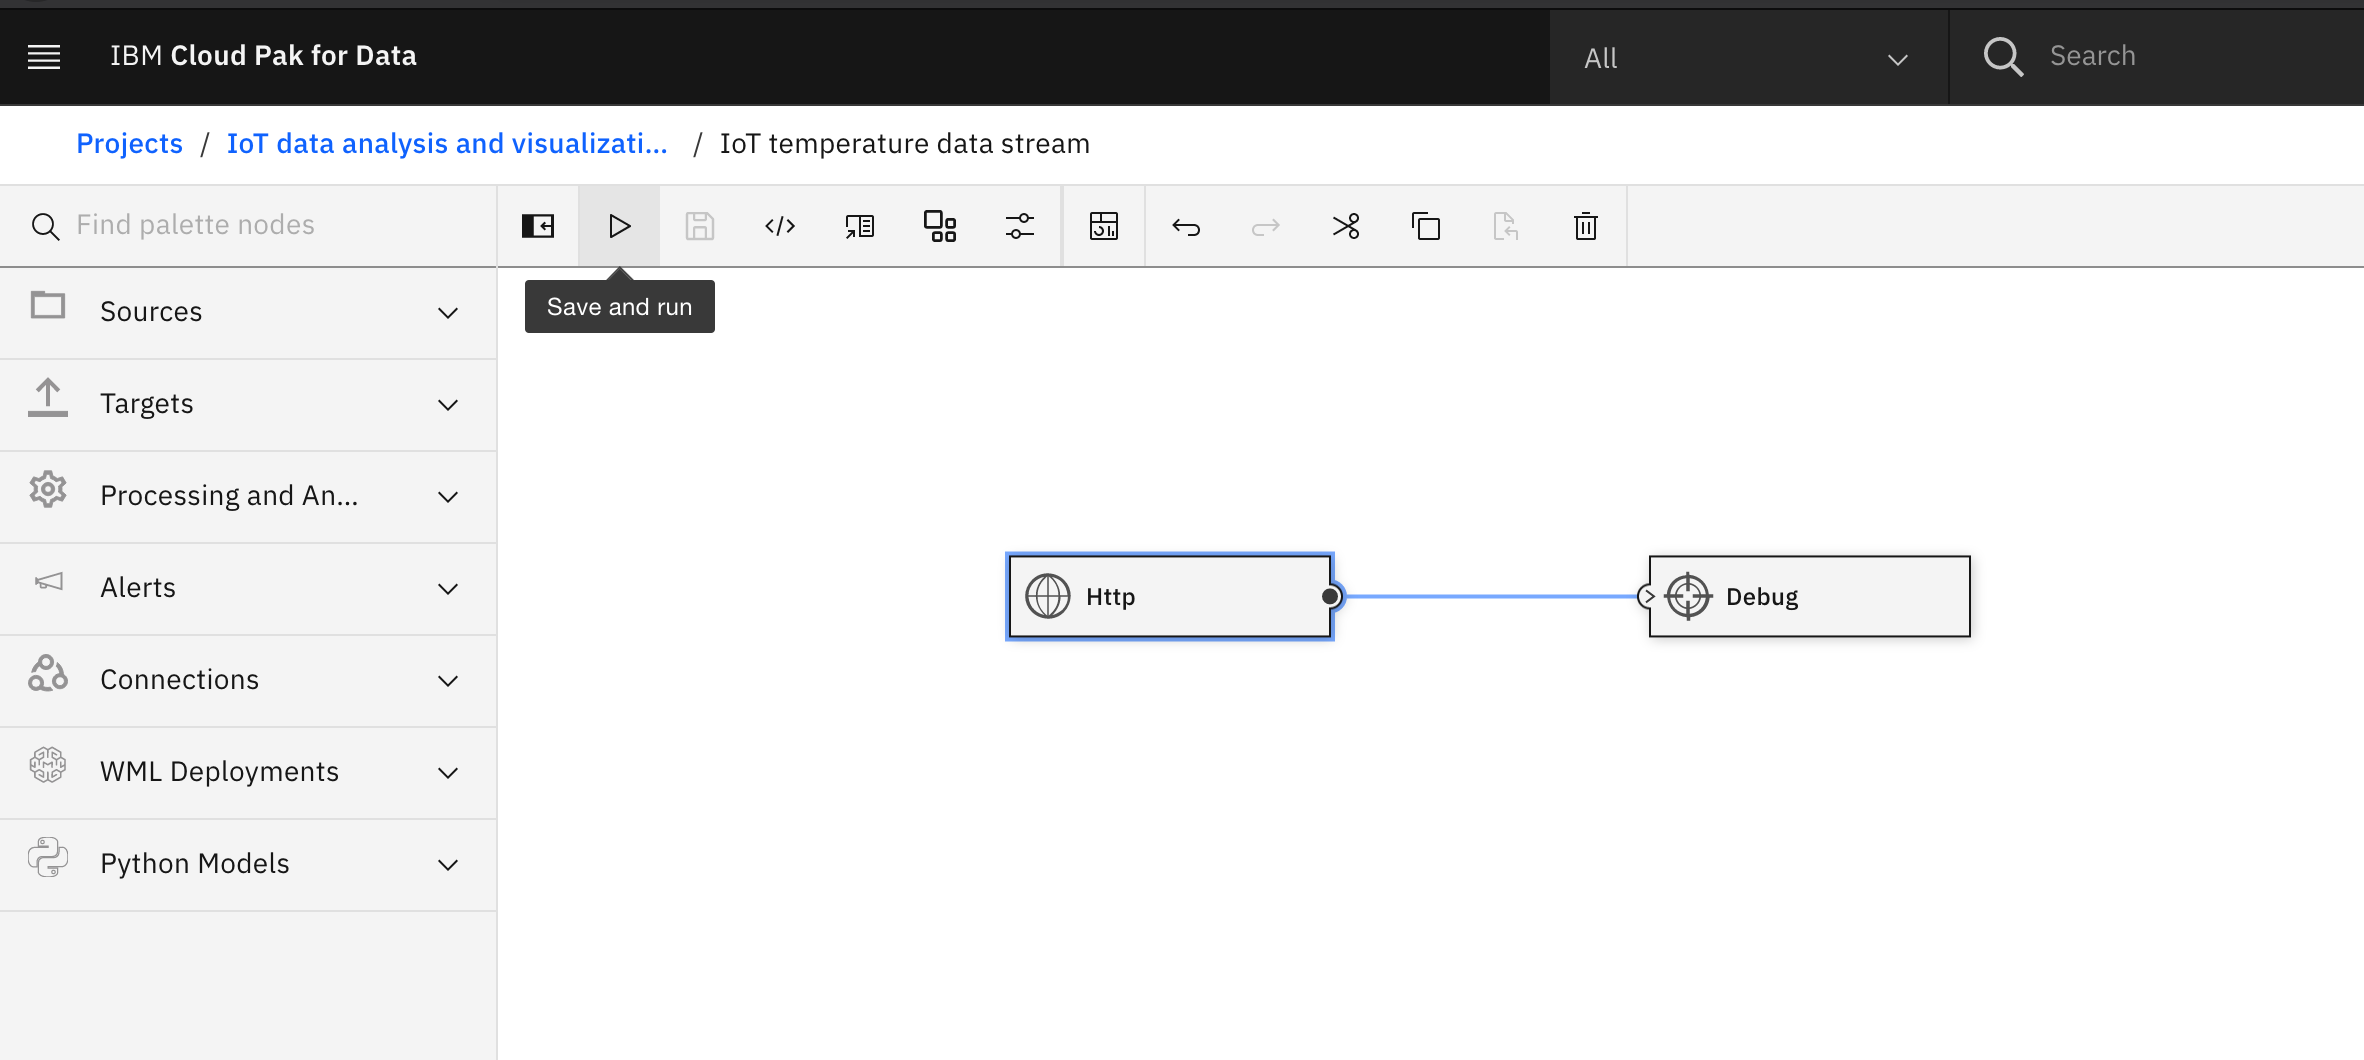 IBM Cloud Pak for Data
All
Search
Projects / IoT data analysis and visualizati... / IoT temperature data stream
Find palette nodes
Save and run
Sources
Targets
Processing and An...
Alerts
Connections
WML Deployments
Python Models
Http
Debug